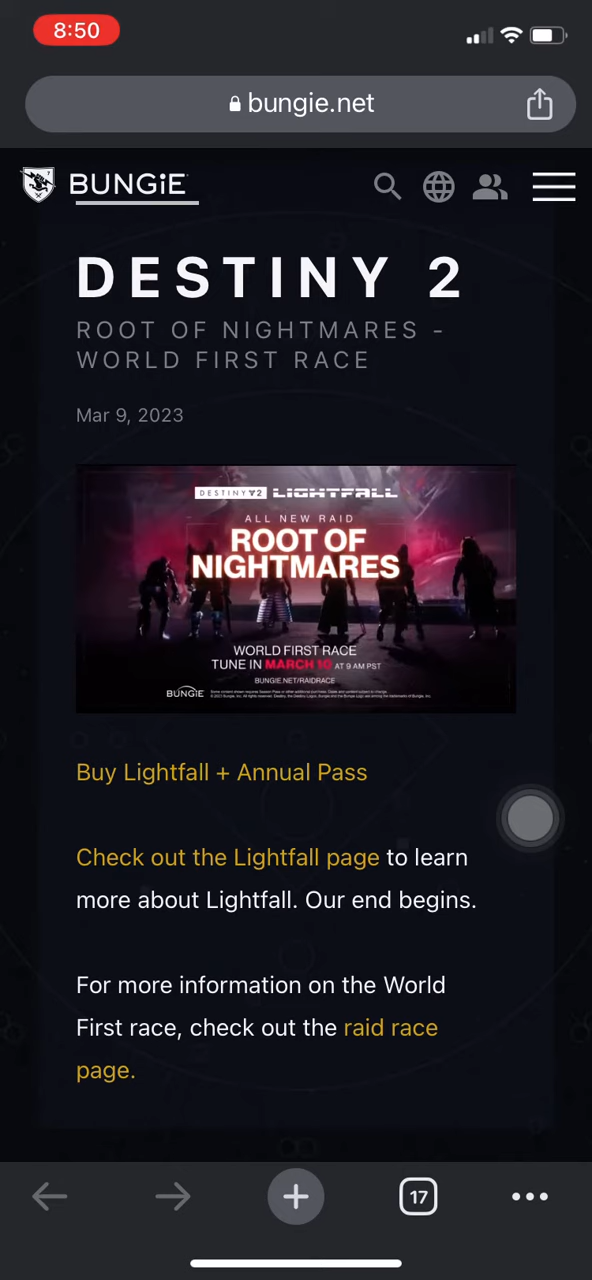 8:50
bungie.net
BUNGiE
DESTINY 2
ROOT OF NIGHTMARES -
WORLD FIRST RACE
Mar 9, 2023
DESTINY 2 LIGHTFALL
ALL NEW RAID
ROOT OF
NIGHTMARES
WORLD FIRST RACE
TUNE IN MARCH 10 AT 9 AM PST
BUNGIE.NET/RAIDRACE
BUNGiE
Buy Lightfall + Annual Pass
Check out the Lightfall page to learn
more about Lightfall. Our end begins.
For more information on the World
First race, check out the raid race
page.
17